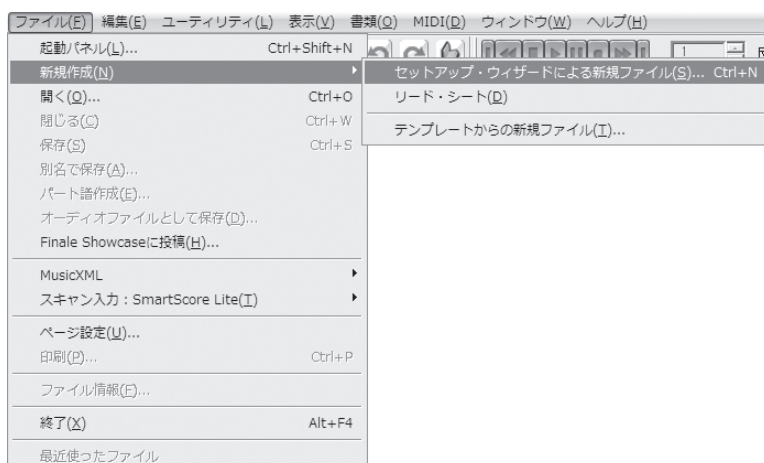 ファイル(F) 編集(E) ユーティリティ(L) 表示(V) 書類(O) MIDI(D) ウィンドウ(W) ヘルプ(H)
起動パネル(L)... Ctrl+Shift+N
1
新規作成(N)
セットアップ・ウィザードによる新規ファイル(S)... Ctrl+N
開く(O)... Ctrl+O
リード・シート(D)
閉じる(C) Ctrl+W
テンプレートからの新規ファイル(T)...
保存(S) Ctrl+S
別名で保存(A)...
パート譜作成(E)...
オーディオファイルとして保存(D)...
Finale Showcaseに投稿(H)...
MusicXML
スキャン入力：SmartScore Lite(T)
ページ設定(U)...
印刷(P)... Ctrl+P
ファイル情報(F)...
終了(X) Alt+F4
最近使ったファイル